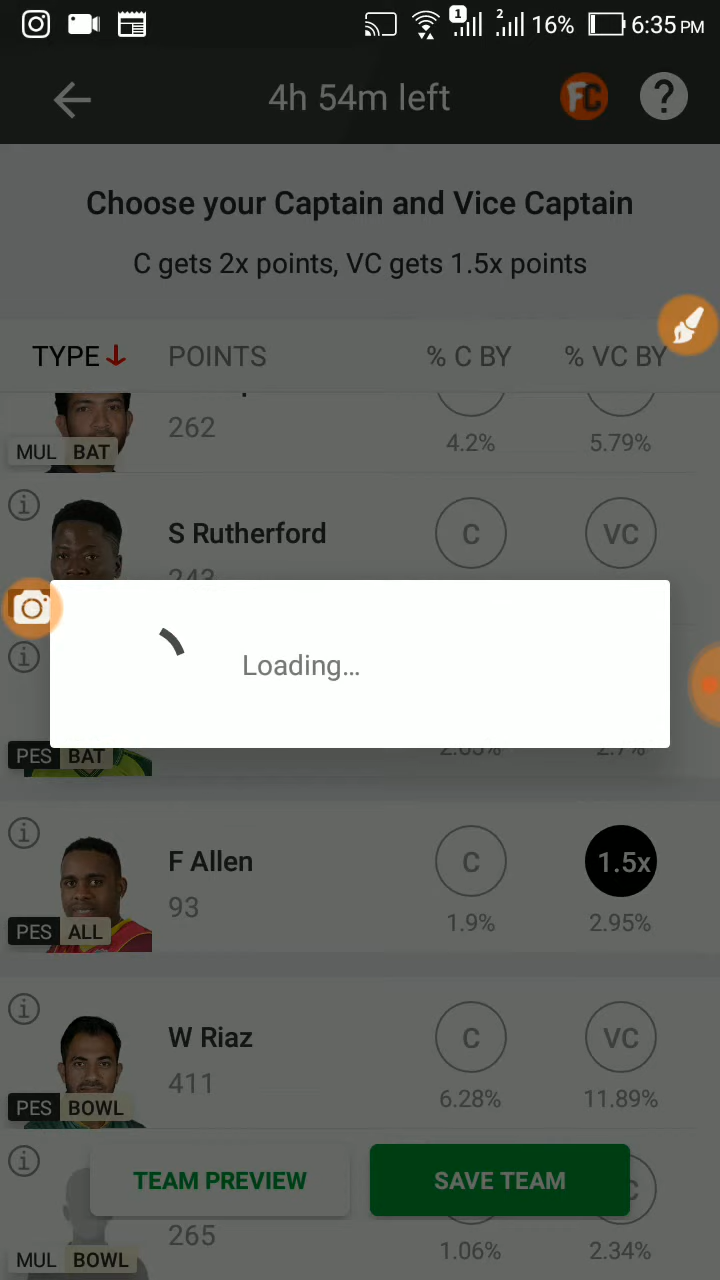 1 2 16% 6:35 PM
4h 54m left FC ?
Choose your Captain and Vice Captain
C gets 2x points, VC gets 1.5x points
TYPE POINTS % C BY % VC BY
262
MUL BAT 4.2% 5.79%
i
S Rutherford C VC
243
i
Loading...
PES BAT 2.7%
i
F Allen C 1.5x
93
PES ALL 1.9% 2.95%
i
W Riaz C VC
411
PES BOWL 6.28% 11.89%
i
TEAM PREVIEW SAVE TEAM
265
MUL BOWL 1.06% 2.34%